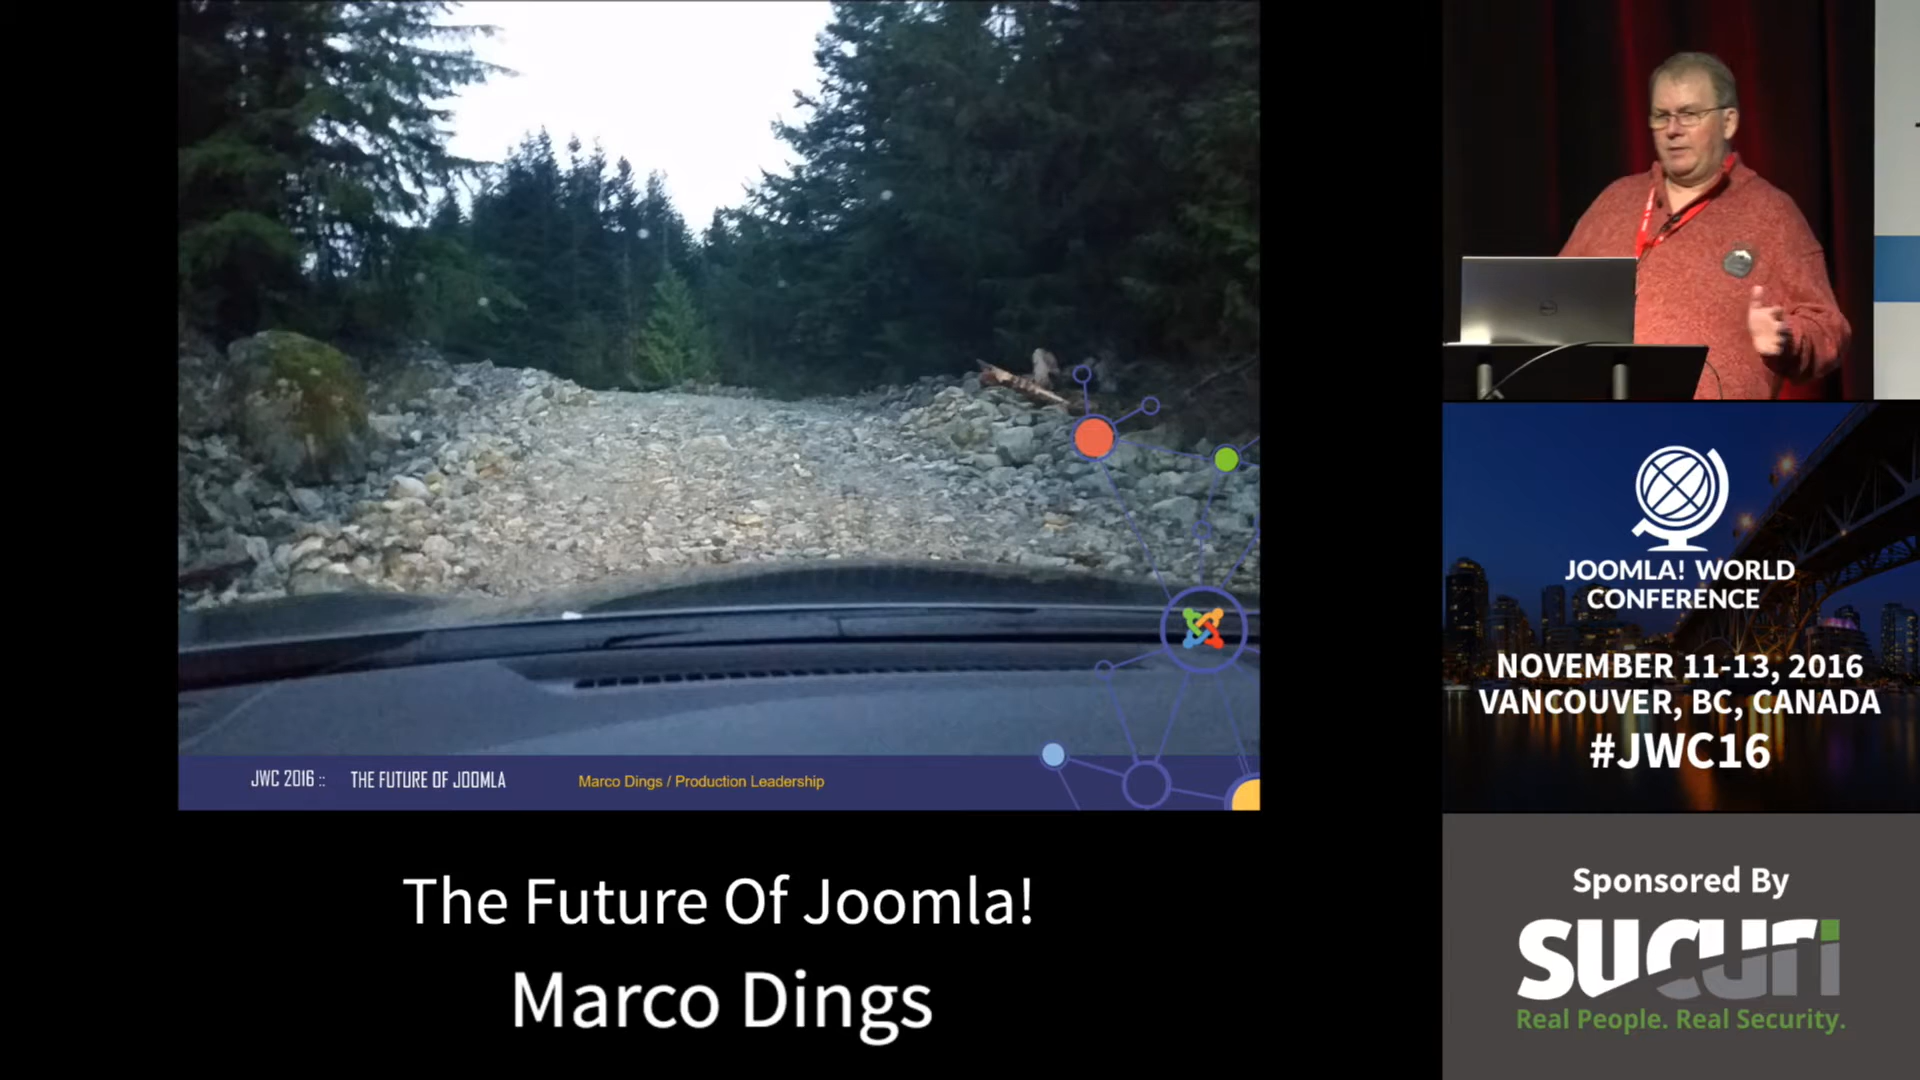 JWC 2016 :: THE FUTURE OF JOOMLA Marco Dings / Production Leadership
The Future Of Joomla!
Marco Dings
JOOMLA! WORLD
CONFERENCE
NOVEMBER 11-13, 2016
VANCOUVER, BC, CANADA
#JWC16
Sponsored By
SUCURI
Real People. Real Security.